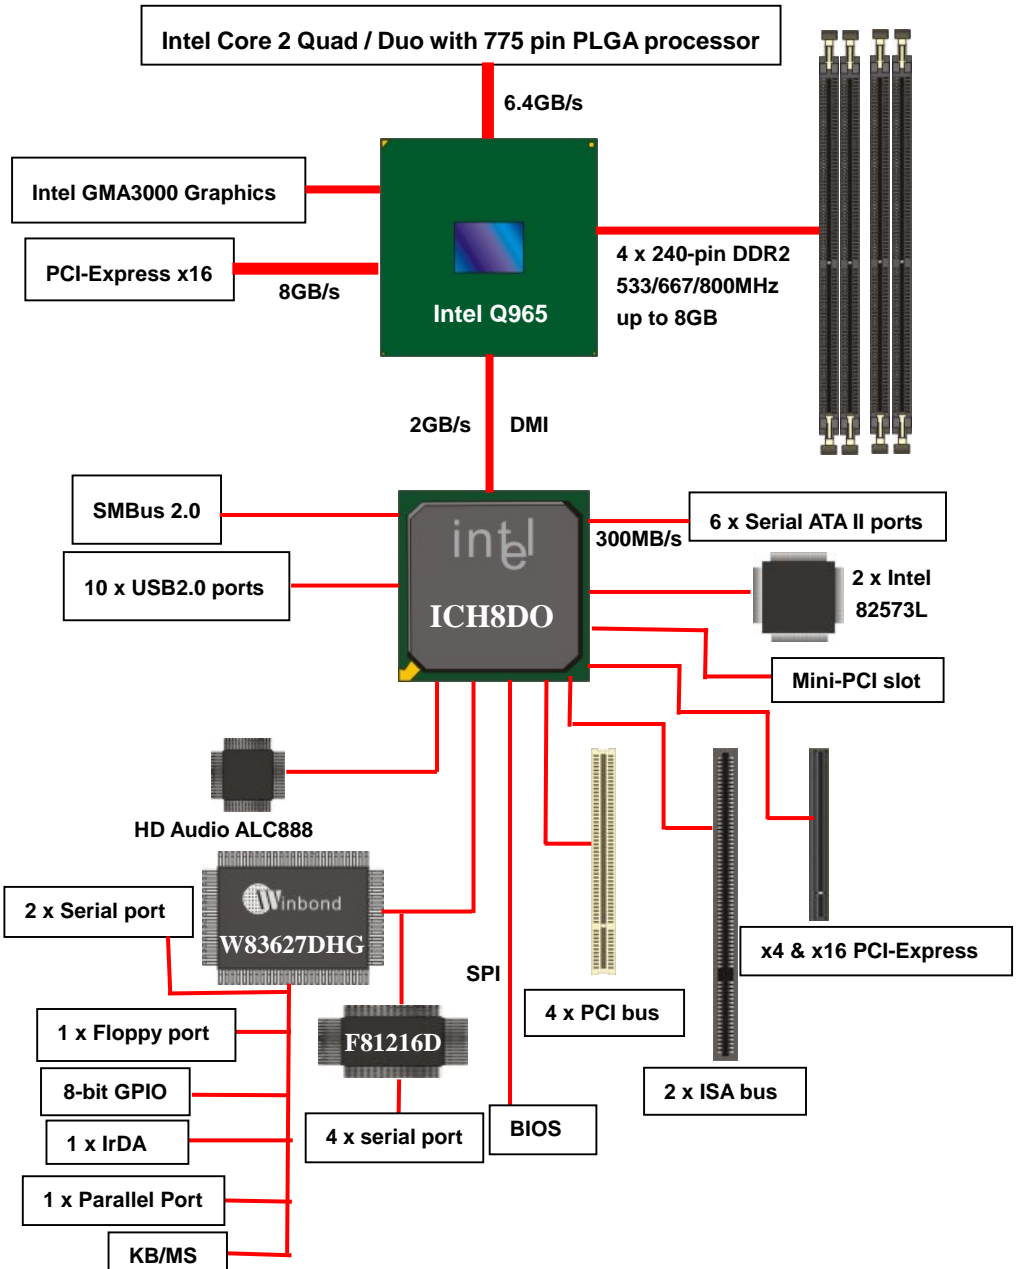 Intel Core 2 Quad / Duo with 775 pin PLGA processor
6.4GB/s
Intel GMA3000 Graphics
PCI-Express x16
8GB/s
Intel Q965
4 x 240-pin DDR2
533/667/800MHz
up to 8GB
2GB/s
DMI
SMBus 2.0
10 x USB2.0 ports
intel
ICH8DO
6 x Serial ATA II ports
300MB/s
2 x Intel
82573L
Mini-PCI slot
HD Audio ALC888
Winbond
W83627DHG
2 x Serial port
1 x Floppy port
8-bit GPIO
1 x IrDA
1 x Parallel Port
KB/MS
F81216D
4 x serial port
SPI
BIOS
4 x PCI bus
2 x ISA bus
x4 & x16 PCI-Express